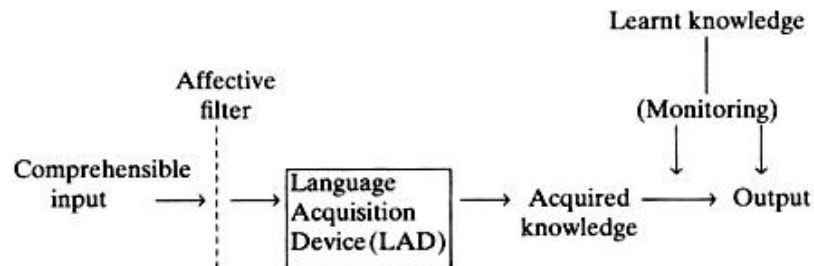 Learnt knowledge
Affective
filter
(Monitoring)
Comprehensible
input
Language
Acquisition
Device (LAD)
Acquired
knowledge
Output